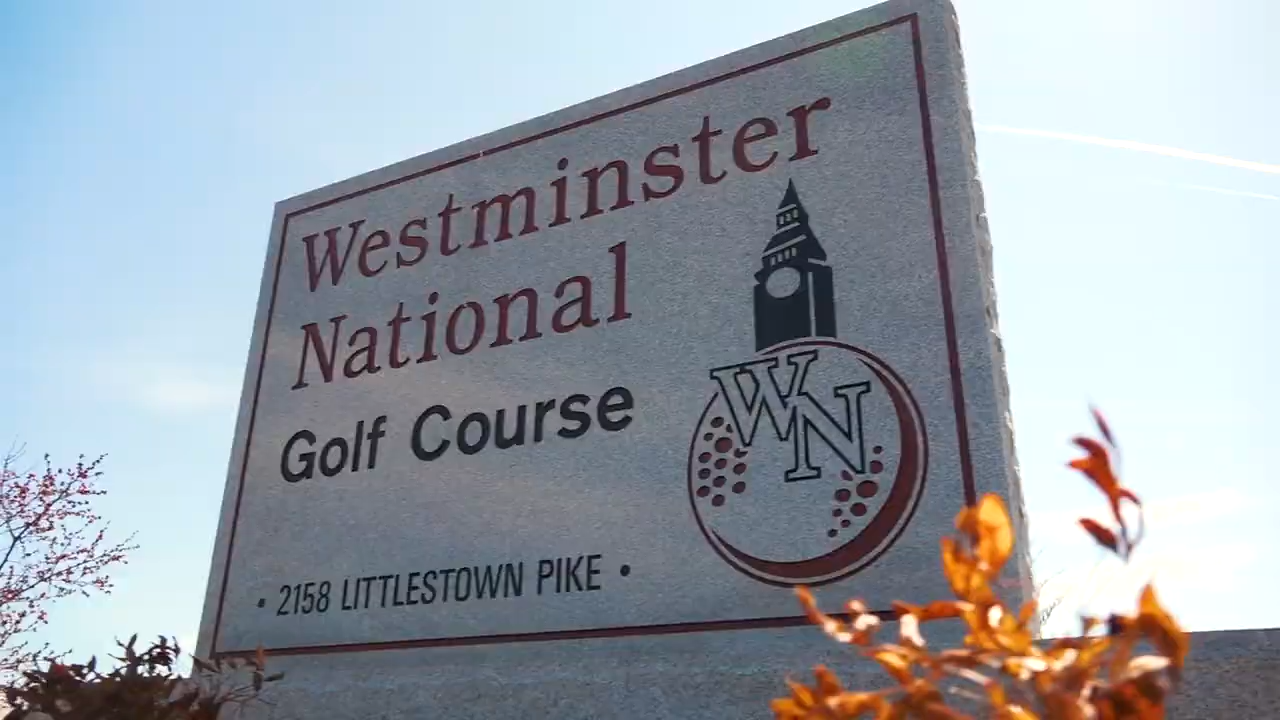 Westminster
National
Golf Course
WN
• 2158 LITTLESTOWN PIKE •